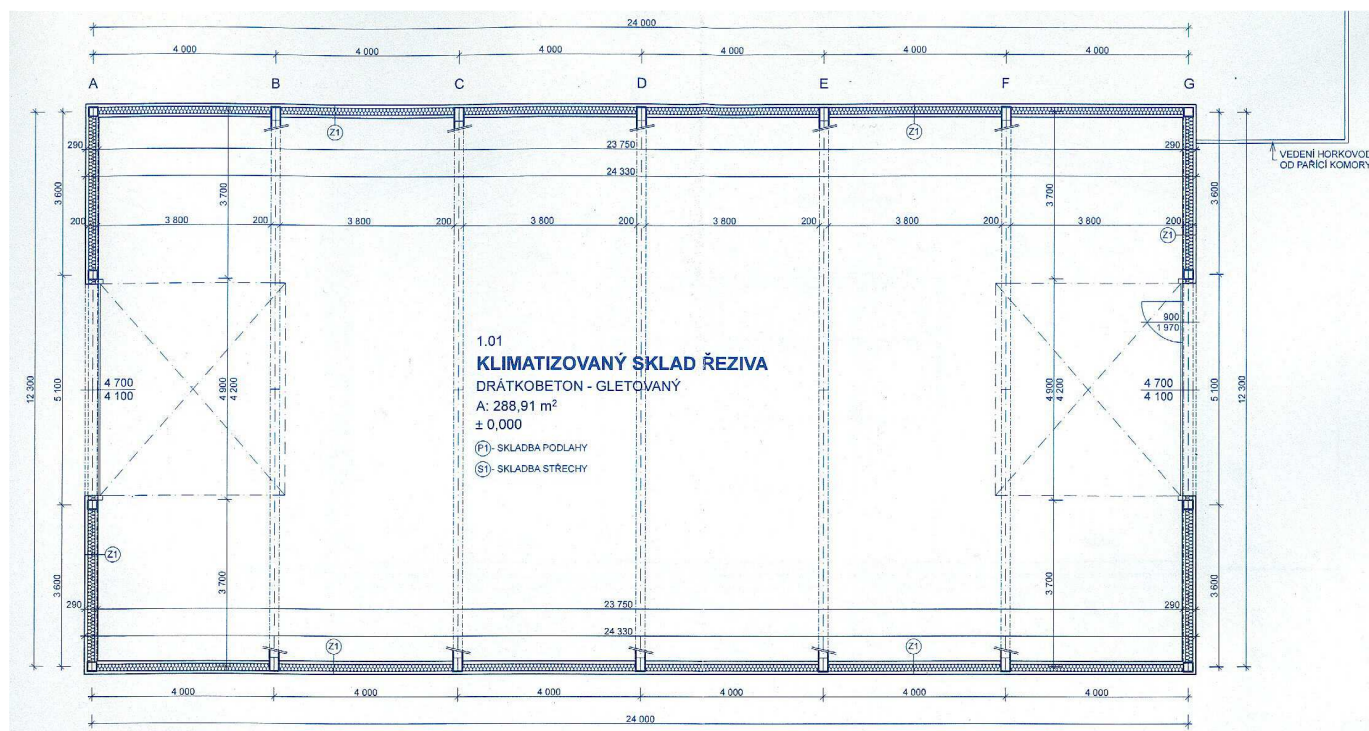 24 000
4 000 4 000 4 000 4 000 4 000 4 000
A B C D E F G
Z1 Z1
290 23 750 290
VEDENÍ HORKOVOD
OD PAŘÍCÍ KOMORY
24 330
3 600 3 700 3 700 3 600
200 3 800 200 3 800 200 3 800 200 3 800 200 3 800 200 3 800 200
Z1
900
1 970
1.01
KLIMATIZOVANÝ SKLAD ŘEZIVA
DRÁTKOBETON - GLETOVANÝ
A: 288,91 m²
± 0,000
P1 - SKLADBA PODLAHY
S1 - SKLADBA STŘECHY
12 300 5 100 4 700 4 900 4 900 4 700 5 100 12 300
4 100 4 200 4 200 4 100
Z1
3 600 3 700 3 700 3 600
290 23 750 290
24 330
Z1 Z1
4 000 4 000 4 000 4 000 4 000 4 000
24 000